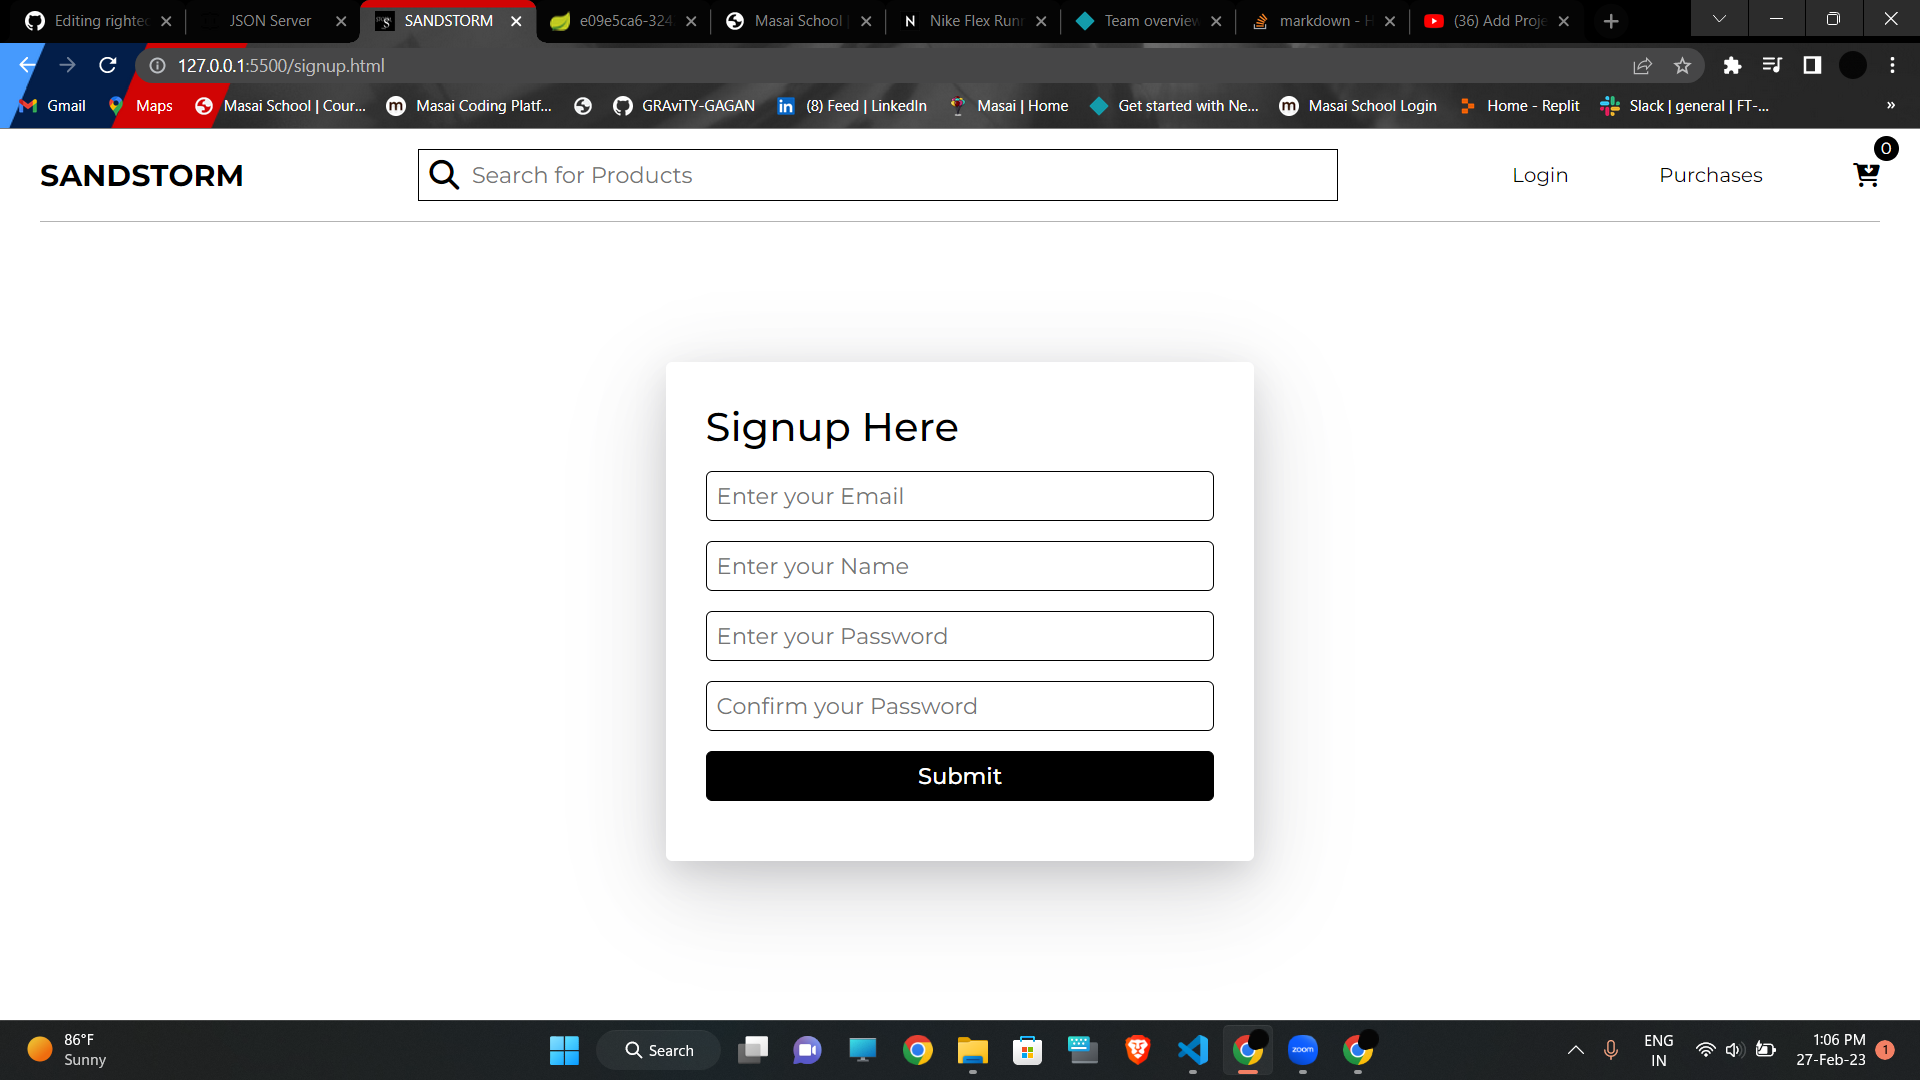 Editing righted
JSON Server
SANDSTORM
e09e5ca6-324
Masai School |
Nike Flex Runn
Team overview
markdown - H
(36) Add Proje
127.0.0.1:5500/signup.html
Gmail
Maps
Masai School | Cour...
Masai Coding Platf...
GRAviTY-GAGAN
(8) Feed | LinkedIn
Masai | Home
Get started with Ne...
Masai School Login
Home - Replit
Slack | general | FT-...
»
SANDSTORM
Search for Products
Login
Purchases
0
Signup Here
Enter your Email
Enter your Name
Enter your Password
Confirm your Password
Submit
86°F
Sunny
Search
zoom
ENG
IN
1:06 PM
27-Feb-23
1